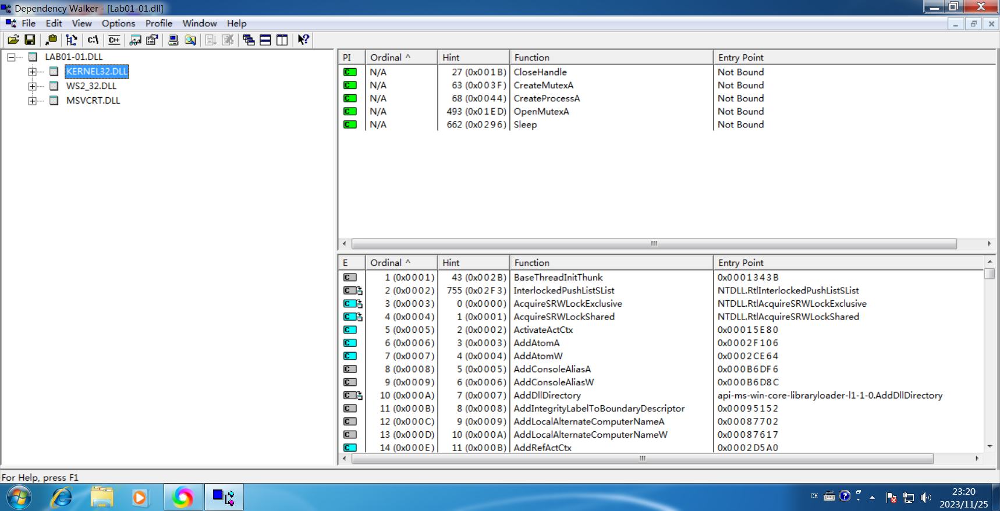 Dependency Walker - [Lab01-01.dll]
File Edit View Options Profile Window Help
C:\ C++
LAB01-01.DLL
KERNEL32.DLL
WS2_32.DLL
MSVCRT.DLL
PI Ordinal ^ Hint Function Entry Point
C N/A 27 (0x001B) CloseHandle Not Bound
C N/A 63 (0x003F) CreateMutexA Not Bound
C N/A 68 (0x0044) CreateProcessA Not Bound
C N/A 493 (0x01ED) OpenMutexA Not Bound
C N/A 662 (0x0296) Sleep Not Bound
E Ordinal ^ Hint Function Entry Point
C 1 (0x0001) 43 (0x002B) BaseThreadInitThunk 0x0001343B
C 2 (0x0002) 755 (0x02F3) InterlockedPushListSList NTDLL.RtlInterlockedPushListSList
C 3 (0x0003) 0 (0x0000) AcquireSRWLockExclusive NTDLL.RtlAcquireSRWLockExclusive
C 4 (0x0004) 1 (0x0001) AcquireSRWLockShared NTDLL.RtlAcquireSRWLockShared
C 5 (0x0005) 2 (0x0002) ActivateActCtx 0x00015E80
C 6 (0x0006) 3 (0x0003) AddAtomA 0x0002F106
C 7 (0x0007) 4 (0x0004) AddAtomW 0x0002CE64
C 8 (0x0008) 5 (0x0005) AddConsoleAliasA 0x000B6DF6
C 9 (0x0009) 6 (0x0006) AddConsoleAliasW 0x000B6D8C
C 10 (0x000A) 7 (0x0007) AddDllDirectory api-ms-win-core-libraryloader-l1-1-0.AddDllDirectory
C 11 (0x000B) 8 (0x0008) AddIntegrityLabelToBoundaryDescriptor 0x00095152
C 12 (0x000C) 9 (0x0009) AddLocalAlternateComputerNameA 0x00087702
C 13 (0x000D) 10 (0x000A) AddLocalAlternateComputerNameW 0x00087617
C 14 (0x000E) 11 (0x000B) AddRefActCtx 0x0002D5A0
For Help, press F1
CH
23:20
2023/11/25